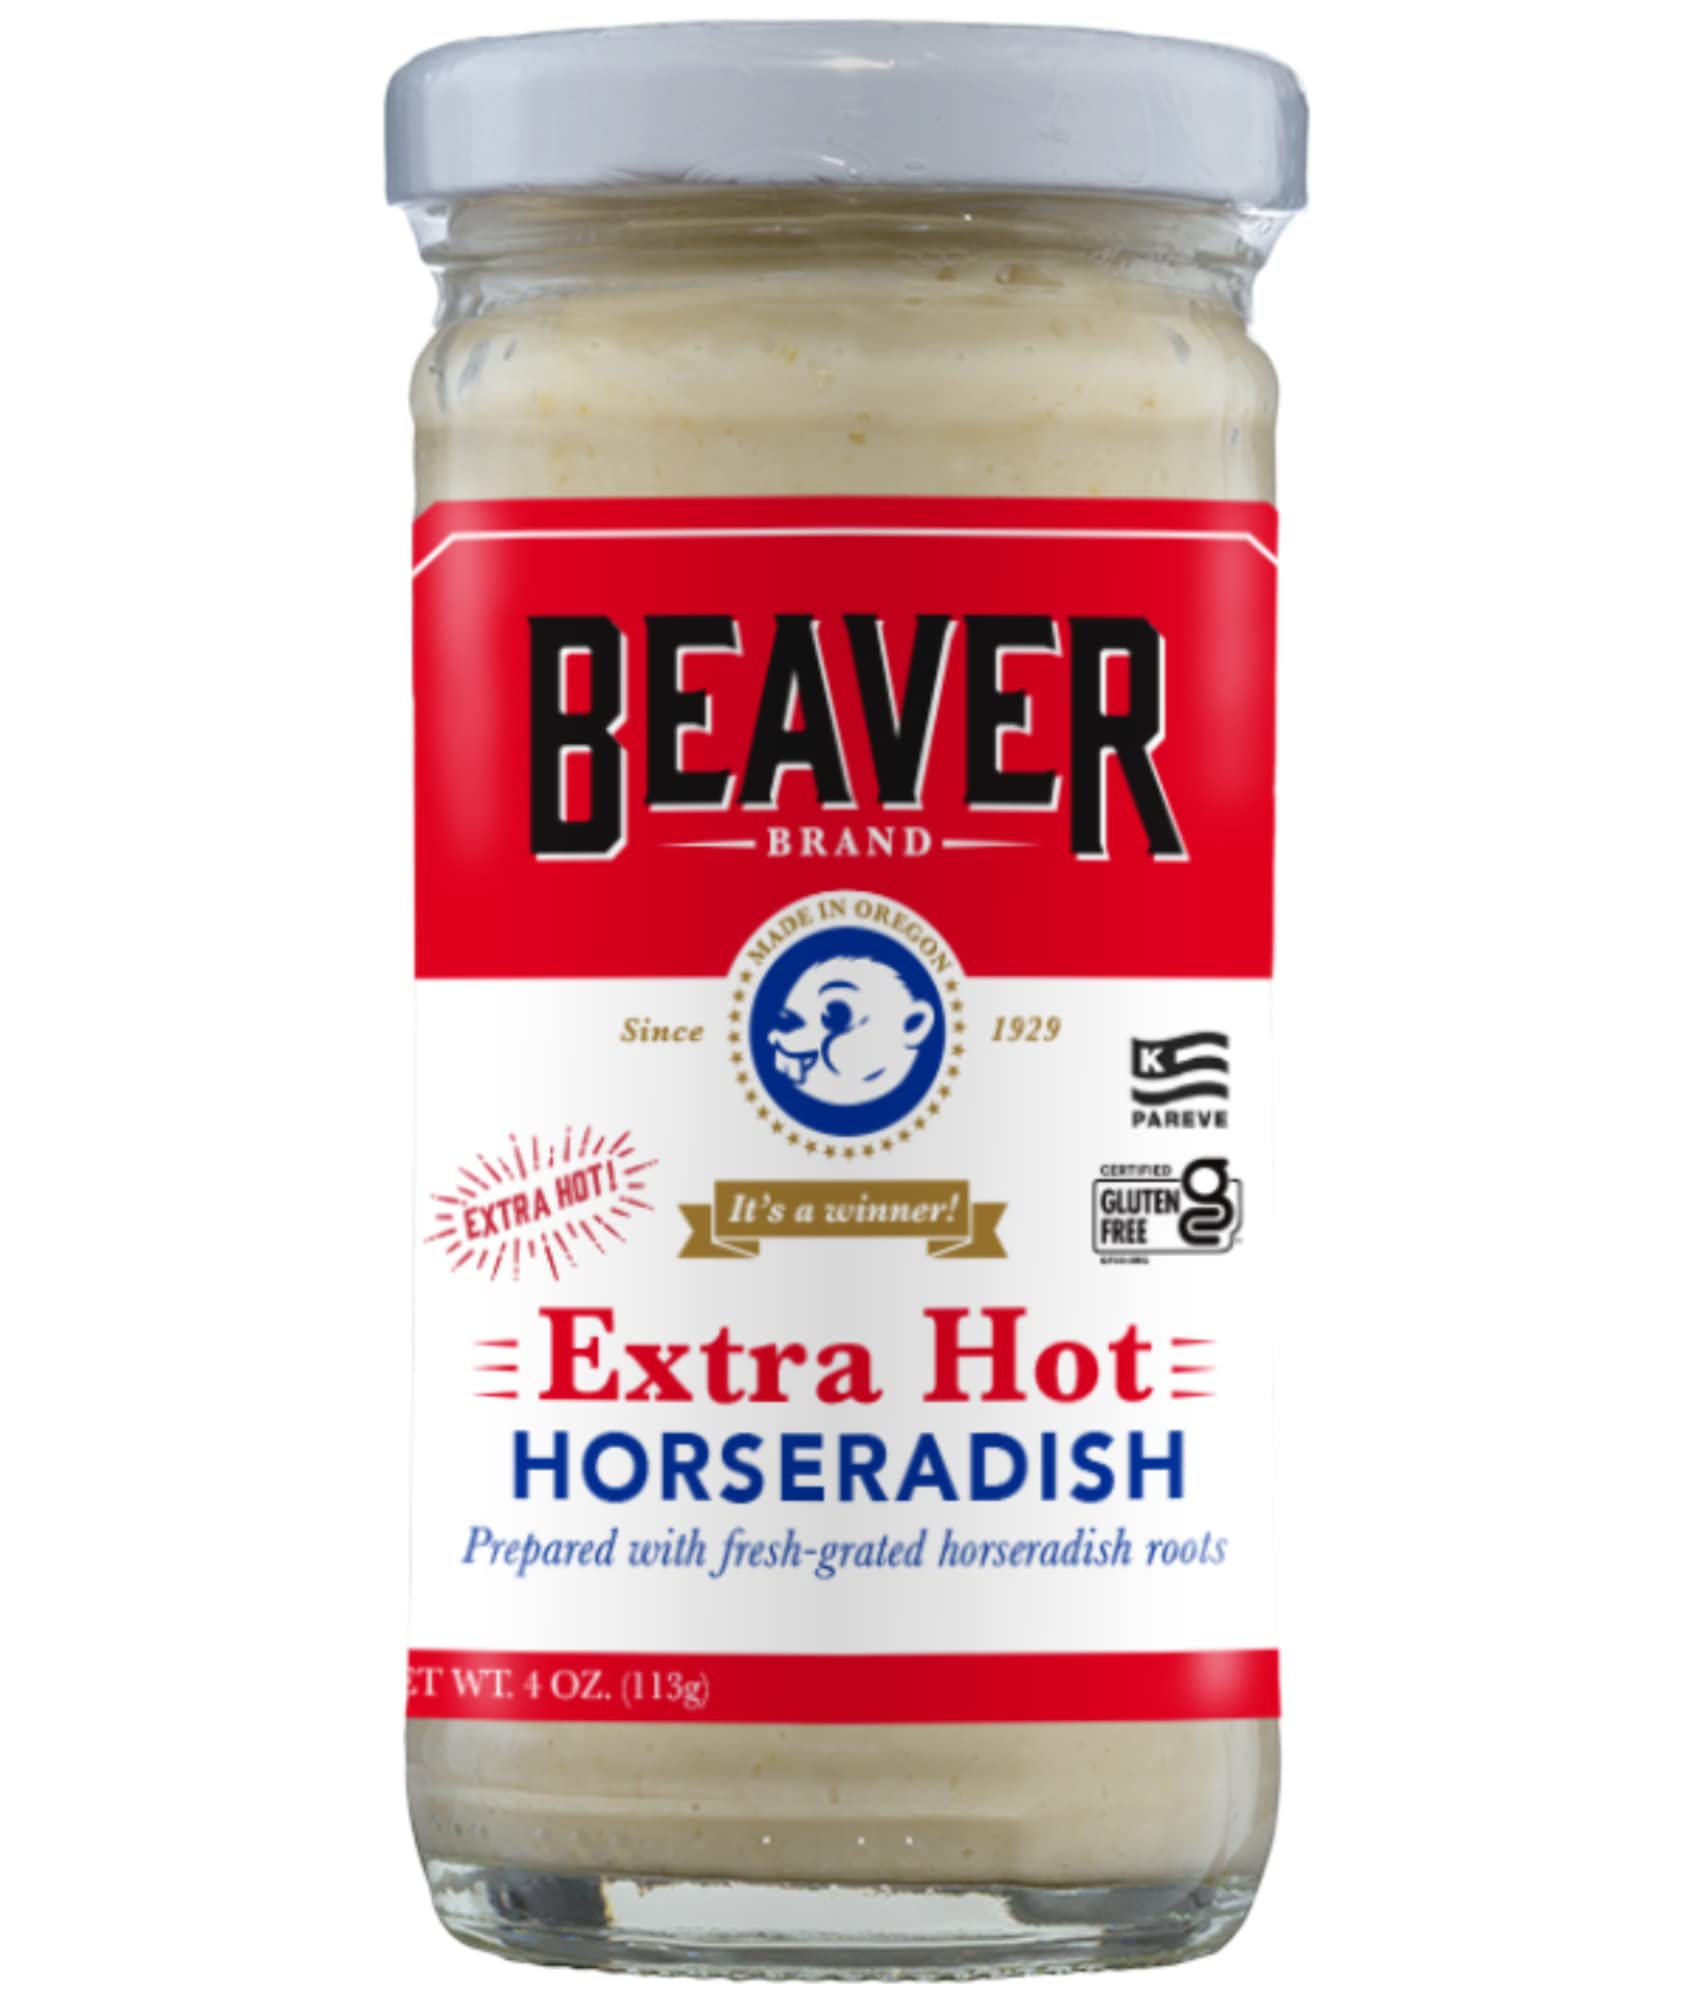 BEAVER
BRAND
MADE IN OREGON
Since 1929
K
PAREVE
EXTRA HOT!
It's a winner!
CERTIFIED
GLUTEN
FREE
Extra Hot
HORSERADISH
Prepared with fresh-grated horseradish roots
ET WT. 4 OZ. (113g)